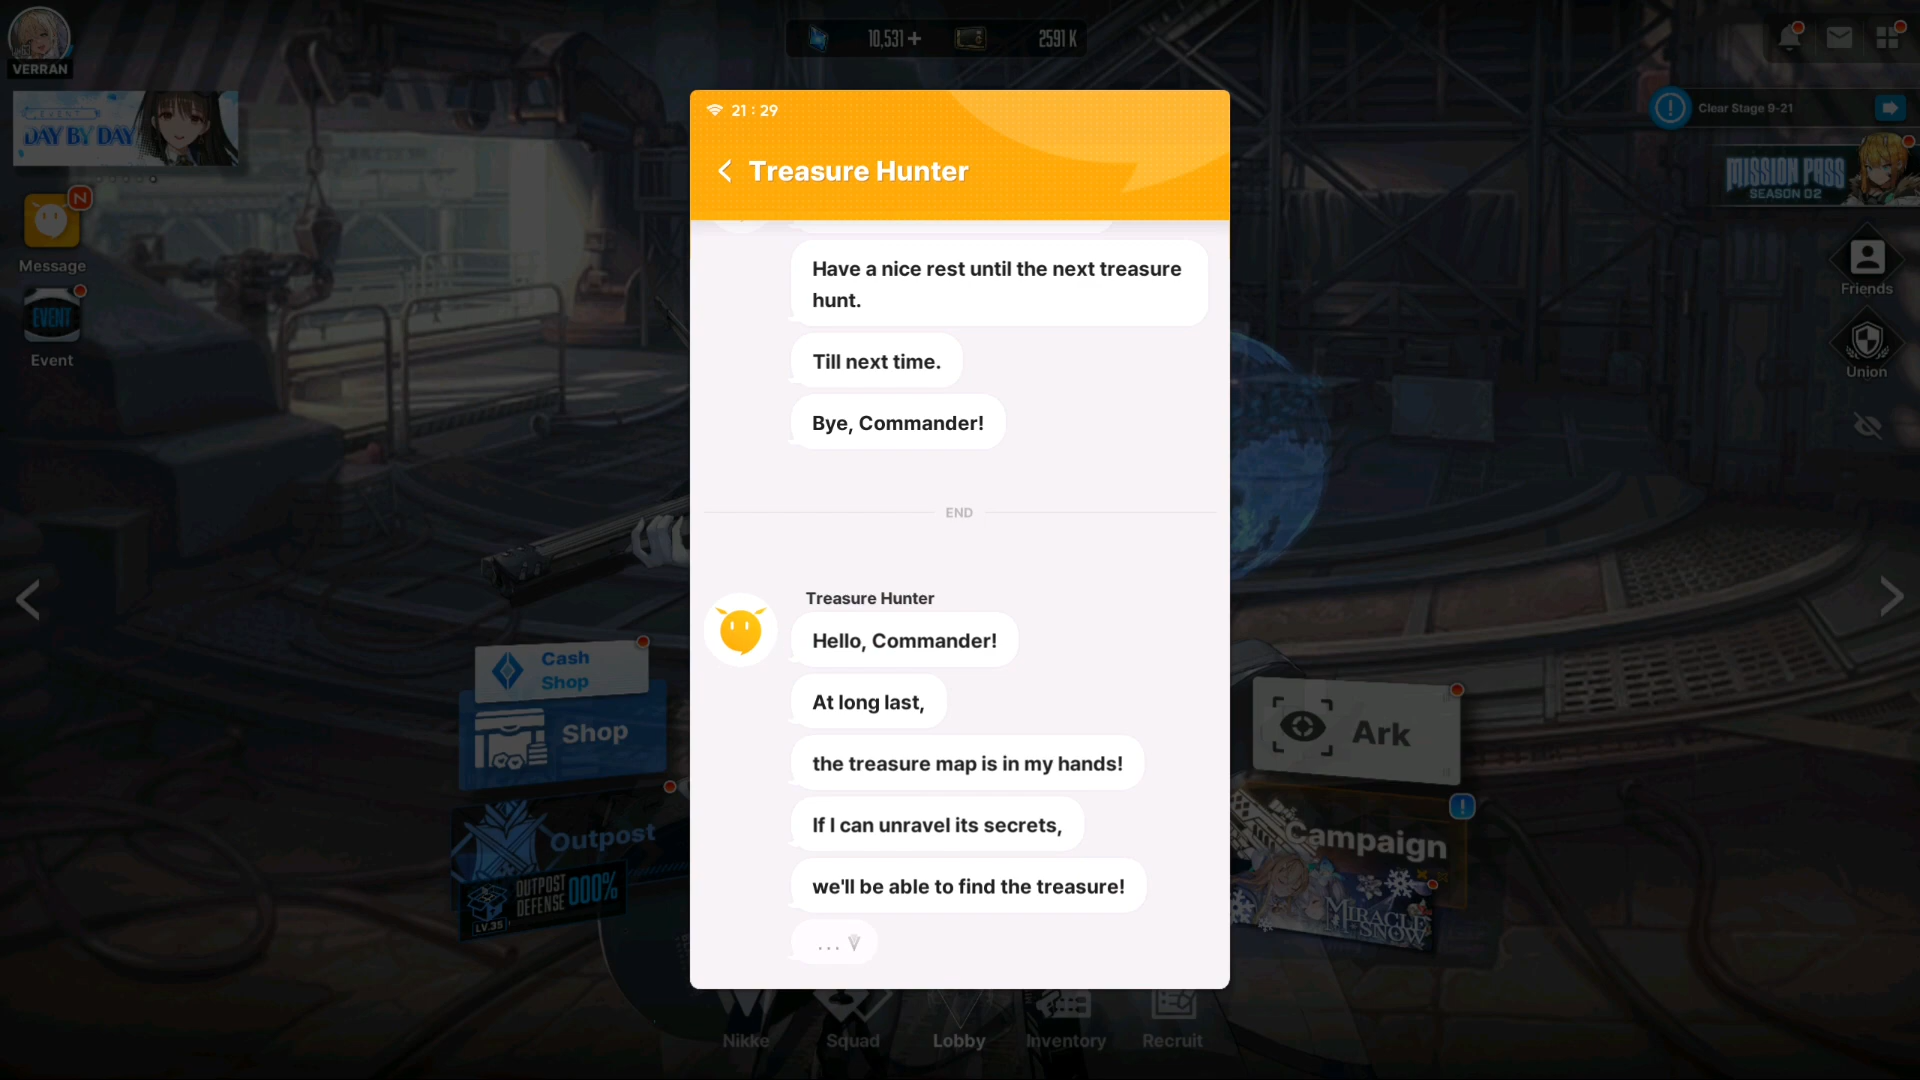 VERRAN
10,531 +
2591 K
EVENT
DAY BY DAY
N
Message
EVENT
Event
Clear Stage 9-21
MISSION PASS
SEASON 02
Friends
Union
21 : 29
Treasure Hunter
Have a nice rest until the next treasure
hunt.
Till next time.
Bye, Commander!
END
Treasure Hunter
Hello, Commander!
At long last,
the treasure map is in my hands!
If I can unravel its secrets,
we'll be able to find the treasure!
...
Cash
Shop
Shop
Outpost
OUTPOST
DEFENSE
000%
LV.35
Ark
Campaign
MIRACLE
SNOW
Nikke
Squad
Lobby
Inventory
Recruit